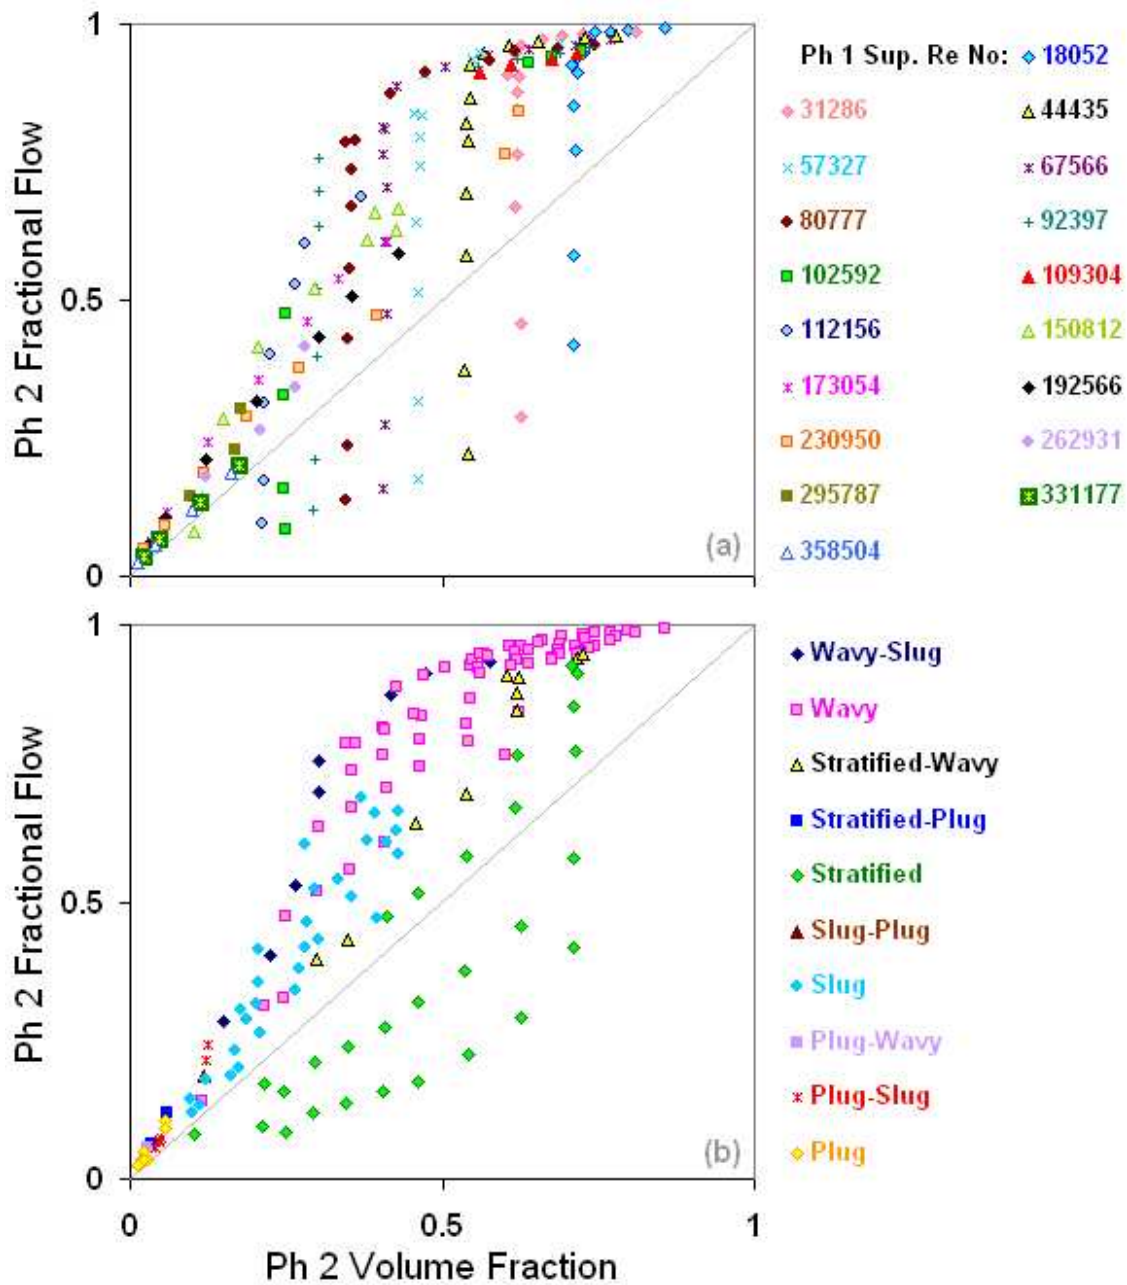 1
Ph 2 Fractional Flow
0.5
0
(a)
Ph 1 Sup. Re No: 18052
31286 44435
57327 67566
80777 92397
102592 109304
112156 150812
173054 192566
230950 262931
295787 331177
358504
1
Ph 2 Fractional Flow
0.5
0
(b)
0 0.5 1
Ph 2 Volume Fraction
Wavy-Slug
Wavy
Stratified-Wavy
Stratified-Plug
Stratified
Slug-Plug
Slug
Plug-Wavy
Plug-Slug
Plug